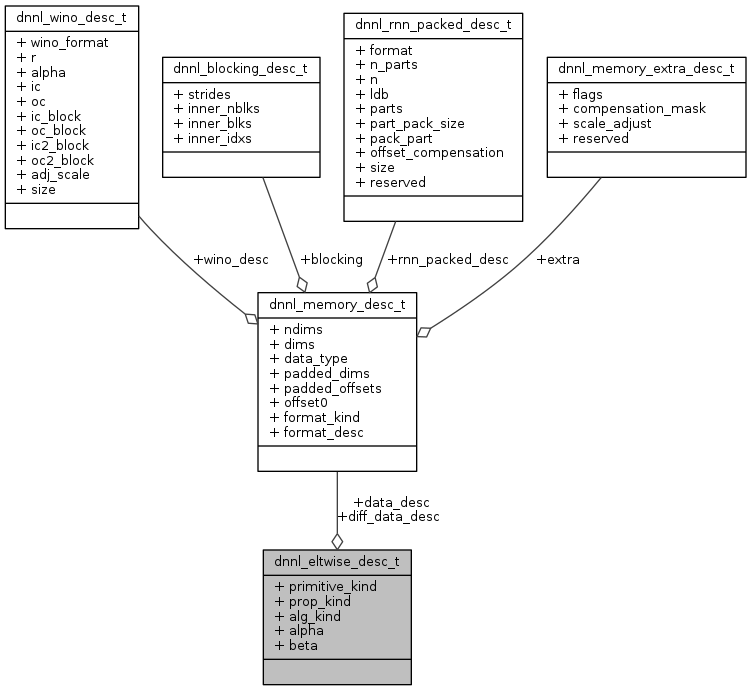 dnnl_wino_desc_t
+ wino_format
+ r
+ alpha
+ ic
+ oc
+ ic_block
+ oc_block
+ ic2_block
+ oc2_block
+ adj_scale
+ size
dnnl_blocking_desc_t
+ strides
+ inner_nblks
+ inner_blks
+ inner_idxs
dnnl_rnn_packed_desc_t
+ format
+ n_parts
+ n
+ ldb
+ parts
+ part_pack_size
+ pack_part
+ offset_compensation
+ size
+ reserved
dnnl_memory_extra_desc_t
+ flags
+ compensation_mask
+ scale_adjust
+ reserved
+wino_desc
+blocking
+rnn_packed_desc
+extra
dnnl_memory_desc_t
+ ndims
+ dims
+ data_type
+ padded_dims
+ padded_offsets
+ offset0
+ format_kind
+ format_desc
+data_desc
+diff_data_desc
dnnl_eltwise_desc_t
+ primitive_kind
+ prop_kind
+ alg_kind
+ alpha
+ beta